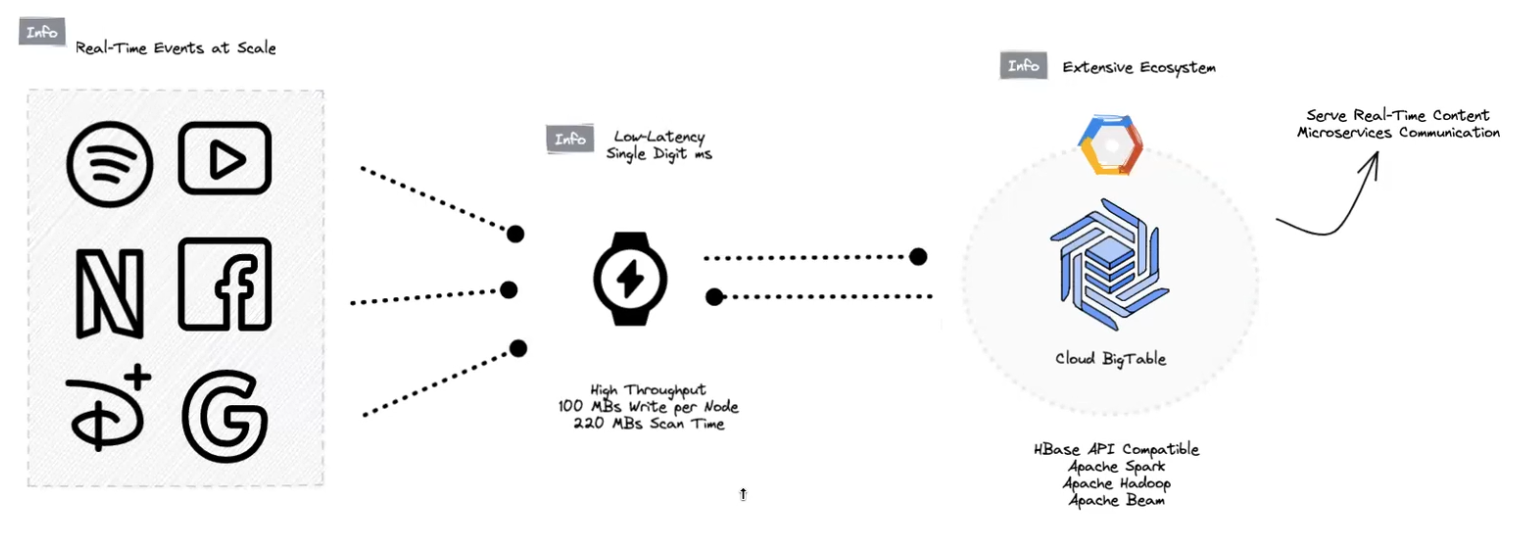 Info
Real-Time Events at Scale
Info
Low-Latency
Single Digit ms
High Throughput
100 MBs Write per Node
220 MBs Scan Time
Info
Extensive Ecosystem
Cloud BigTable
HBase API Compatible
Apache Spark
Apache Hadoop
Apache Beam
Serve Real-Time Content
Microservices Communication